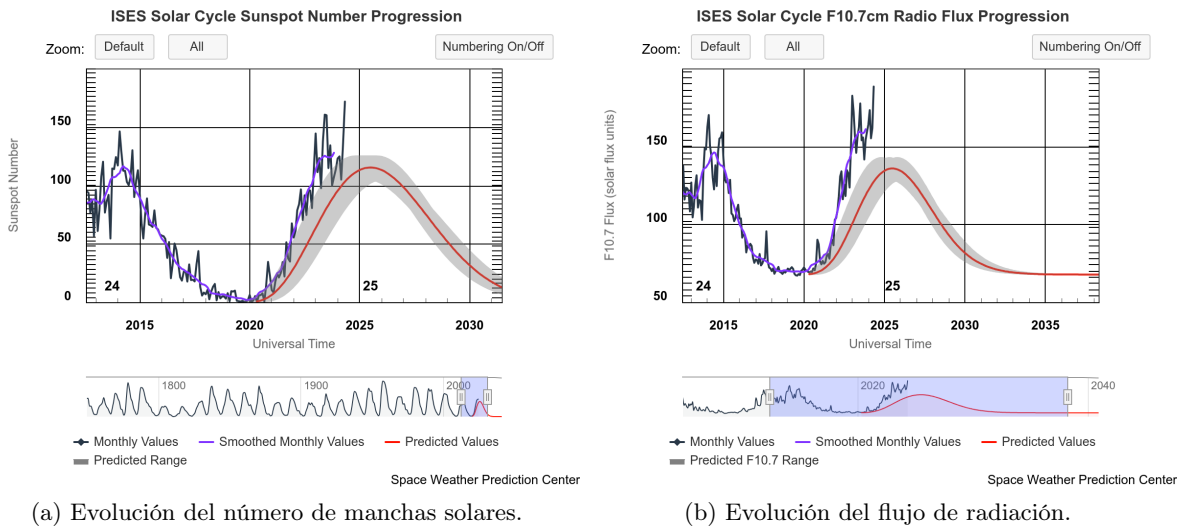 ISES Solar Cycle Sunspot Number Progression
Zoom: Default All Numbering On/Off
Sunspot Number
150
100
50
0
24
25
2015 2020 2025 2030
Universal Time
1800 1900 2000
Monthly Values Smoothed Monthly Values Predicted Values
Predicted Range
Space Weather Prediction Center
(a) Evolución del número de manchas solares.
ISES Solar Cycle F10.7cm Radio Flux Progression
Zoom: Default All Numbering On/Off
F10.7 Flux (solar flux units)
150
100
50
24
25
2015 2020 2025 2030 2035
Universal Time
2020 2040
Monthly Values Smoothed Monthly Values Predicted Values
Predicted F10.7 Range
Space Weather Prediction Center
(b) Evolución del flujo de radiación.